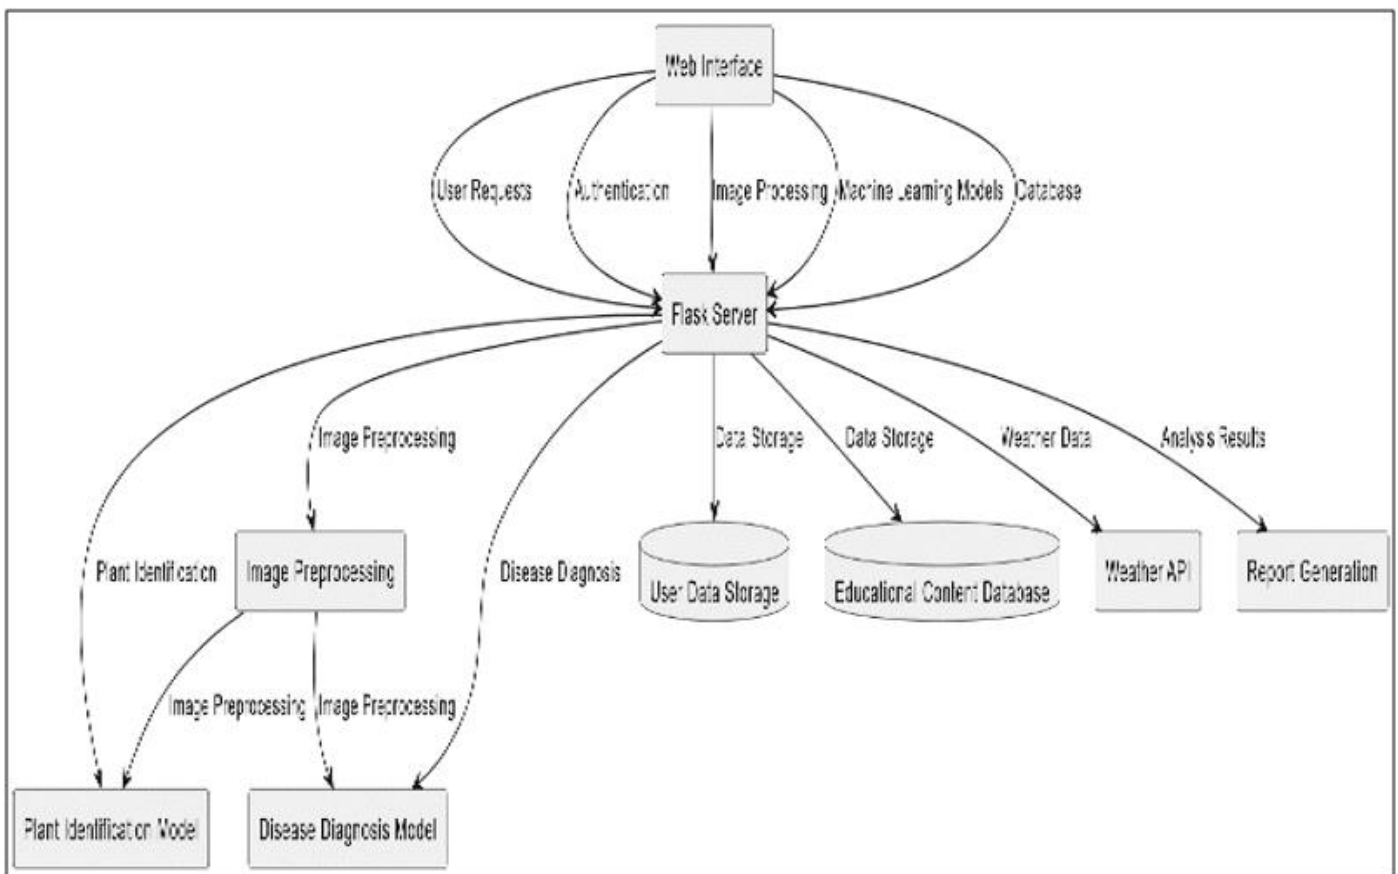 Web Interface
User Requests
Authentication
Image Processing
Machine Learning Models
Database
Flask Server
Image Preprocessing
Data Storage
Data Storage
Weather Data
Analysis Results
Plant Identification
Image Preprocessing
Disease Diagnosis
User Data Storage
Educational Content Database
Weather API
Report Generation
Image Preprocessing
Image Preprocessing
Plant Identification Model
Disease Diagnosis Model